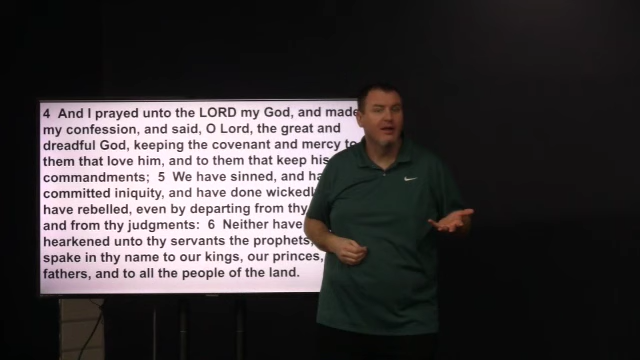 4 And I prayed unto the LORD my God, and made
my confession, and said, O Lord, the great and
dreadful God, keeping the covenant and mercy to
them that love him, and to them that keep his
commandments; 5 We have sinned, and
committed iniquity, and have done
have rebelled, even by departing from thy
and from thy judgments: 6 Neither have
hearkened unto thy servants the prophets,
spake in thy name to our kings, our princes,
fathers, and to all the people of the land.